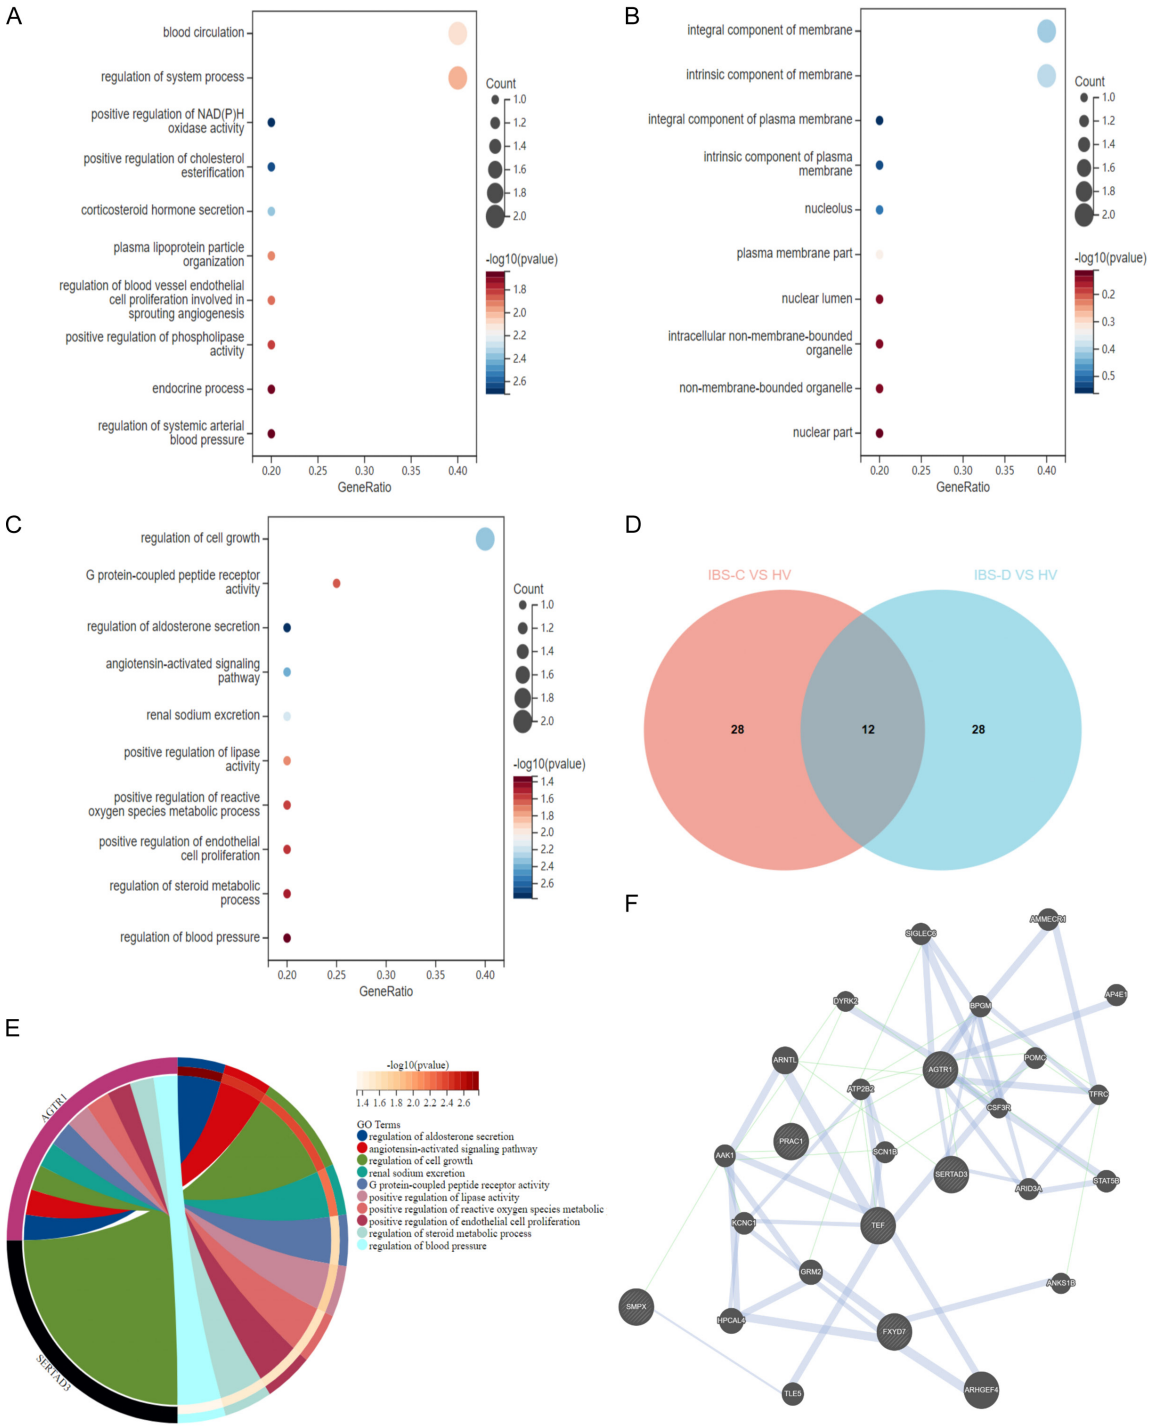 A
blood circulation
regulation of system process
positive regulation of NAD(P)H
oxidase activity
positive regulation of cholesterol
esterification
corticosteroid hormone secretion
plasma lipoprotein particle
organization
regulation of blood vessel endothelial
cell proliferation involved in
sprouting angiogenesis
positive regulation of phospholipase
activity
endocrine process
regulation of systemic arterial
blood pressure
0.20 0.25 0.30 0.35 0.40
GeneRatio
Count
1.0
1.2
1.4
1.6
1.8
2.0
-log10(pvalue)
1.8
2.0
2.2
2.4
2.6
B
integral component of membrane
intrinsic component of membrane
integral component of plasma membrane
intrinsic component of plasma
membrane
nucleolus
plasma membrane part
nuclear lumen
intracellular non-membrane-bounded
organelle
non-membrane-bounded organelle
nuclear part
0.20 0.25 0.30 0.35 0.40
GeneRatio
Count
1.0
1.2
1.4
1.6
1.8
2.0
-log10(pvalue)
0.2
0.3
0.4
0.5
C
regulation of cell growth
G protein-coupled peptide receptor
activity
regulation of aldosterone secretion
angiotensin-activated signaling
pathway
renal sodium excretion
positive regulation of lipase
activity
positive regulation of reactive
oxygen species metabolic process
positive regulation of endothelial
cell proliferation
regulation of steroid metabolic
process
regulation of blood pressure
0.20 0.25 0.30 0.35 0.40
GeneRatio
Count
1.0
1.2
1.4
1.6
1.8
2.0
-log10(pvalue)
1.4
1.6
1.8
2.0
2.2
2.4
2.6
D
IBS-C VS HV
IBS-D VS HV
28
12
28
E
AGTR1
SERTAD3
-log10(pvalue)
1.4 1.6 1.8 2.0 2.2 2.4 2.6
GO Terms
regulation of aldosterone secretion
angiotensin-activated signaling pathway
regulation of cell growth
renal sodium excretion
G protein-coupled peptide receptor activity
positive regulation of lipase activity
positive regulation of reactive oxygen species metabolic
positive regulation of endothelial cell proliferation
regulation of steroid metabolic process
regulation of blood pressure
F
AMMECR1
SIGLEC6
AP4E1
DYRK2
BPGM
ARNTL
POMC
AGTR1
ATP2B2
TFRC
CSF3R
PRAC1
AAK1
SCN1B
SERTAD3
STAT5B
ARID3A
KCNC1
TEF
GRM2
ANKS1B
SMPX
HPCAL4
FXYD7
TLE5
ARHGEF4